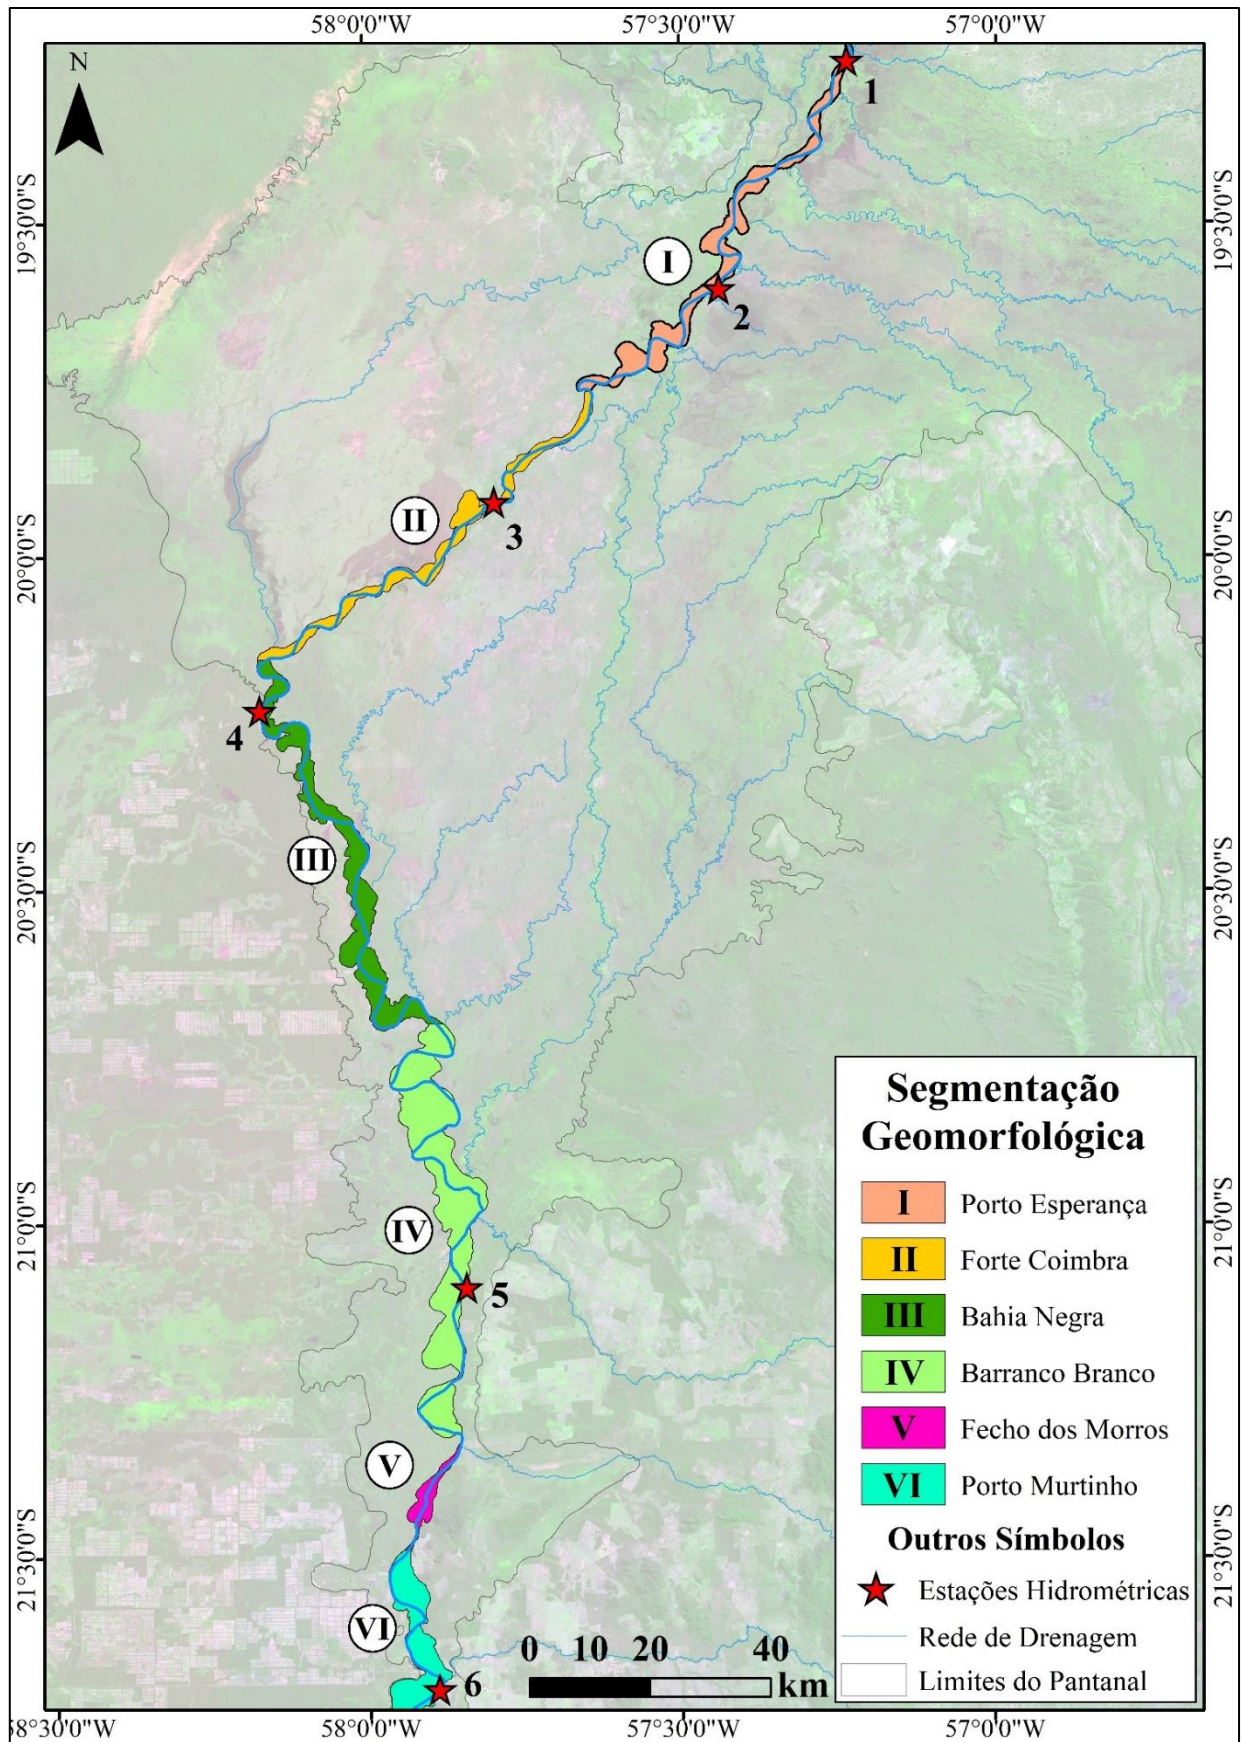 58°0'0"W 57°30'0"W 57°0'0"W
N
1
19°30'0"S 19°30'0"S
I
2
II
3
20°0'0"S 20°0'0"S
4
III
20°30'0"S 20°30'0"S
IV
21°0'0"S 21°0'0"S
5
V
21°30'0"S 21°30'0"S
VI
6
0 10 20 40
km
Segmentação
Geomorfológica
I Porto Esperança
II Forte Coimbra
III Bahia Negra
IV Barranco Branco
V Fecho dos Morros
VI Porto Murtinho
Outros Símbolos
Estações Hidrométricas
Rede de Drenagem
Limites do Pantanal
58°30'0"W 58°0'0"W 57°30'0"W 57°0'0"W